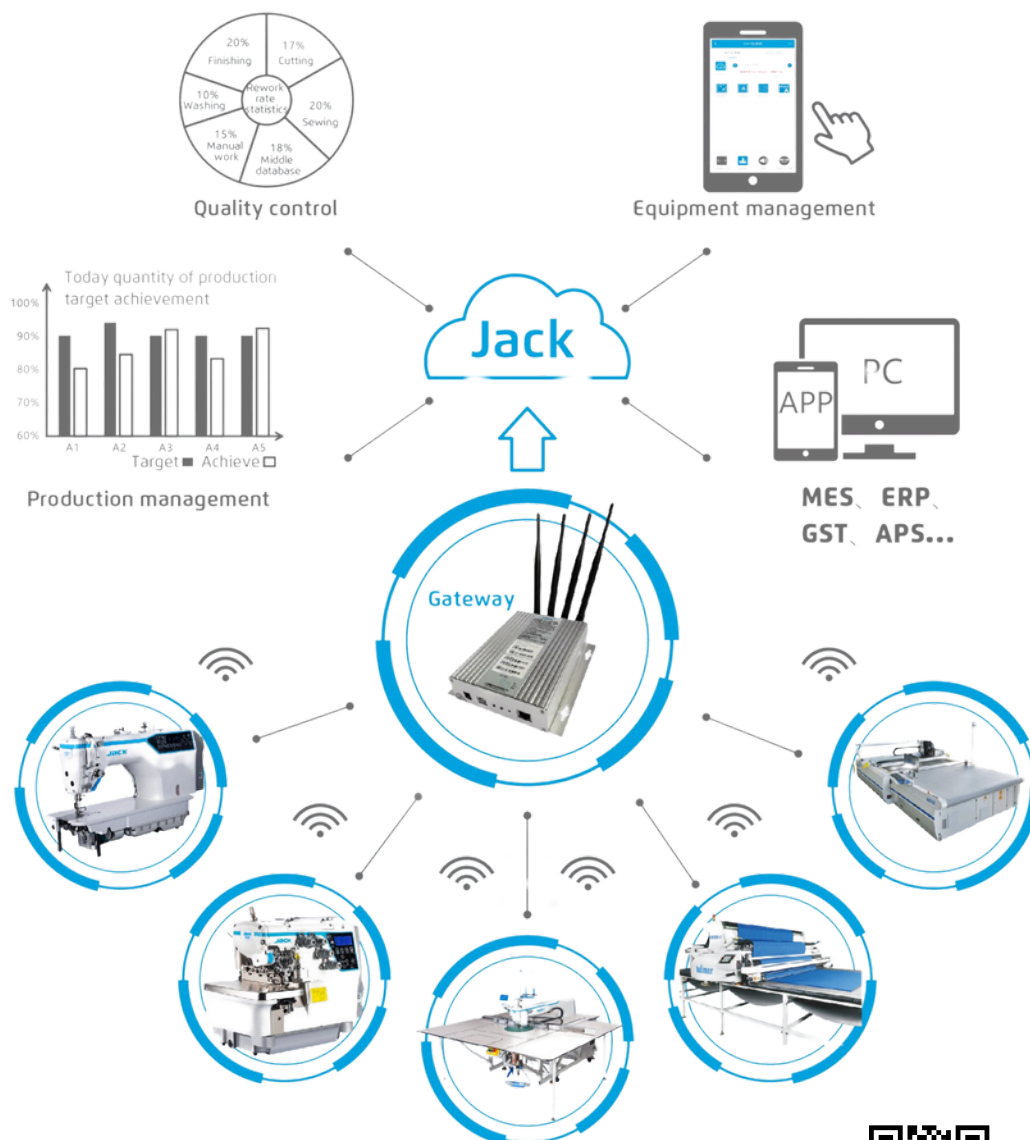 20%
Finishing
17%
Cutting
10%
Washing
Rework
rate
statistics
20%
Sewing
15%
Manual
work
18%
Middle
database
Quality control
Equipment management
Today quantity of production
target achievement
100%
90%
80%
70%
60%
A1 A2 A3 A4 A5
Target Achieve
Production management
Jack
APP
PC
MES、ERP、
GST、APS...
Gateway
JACK
JACK